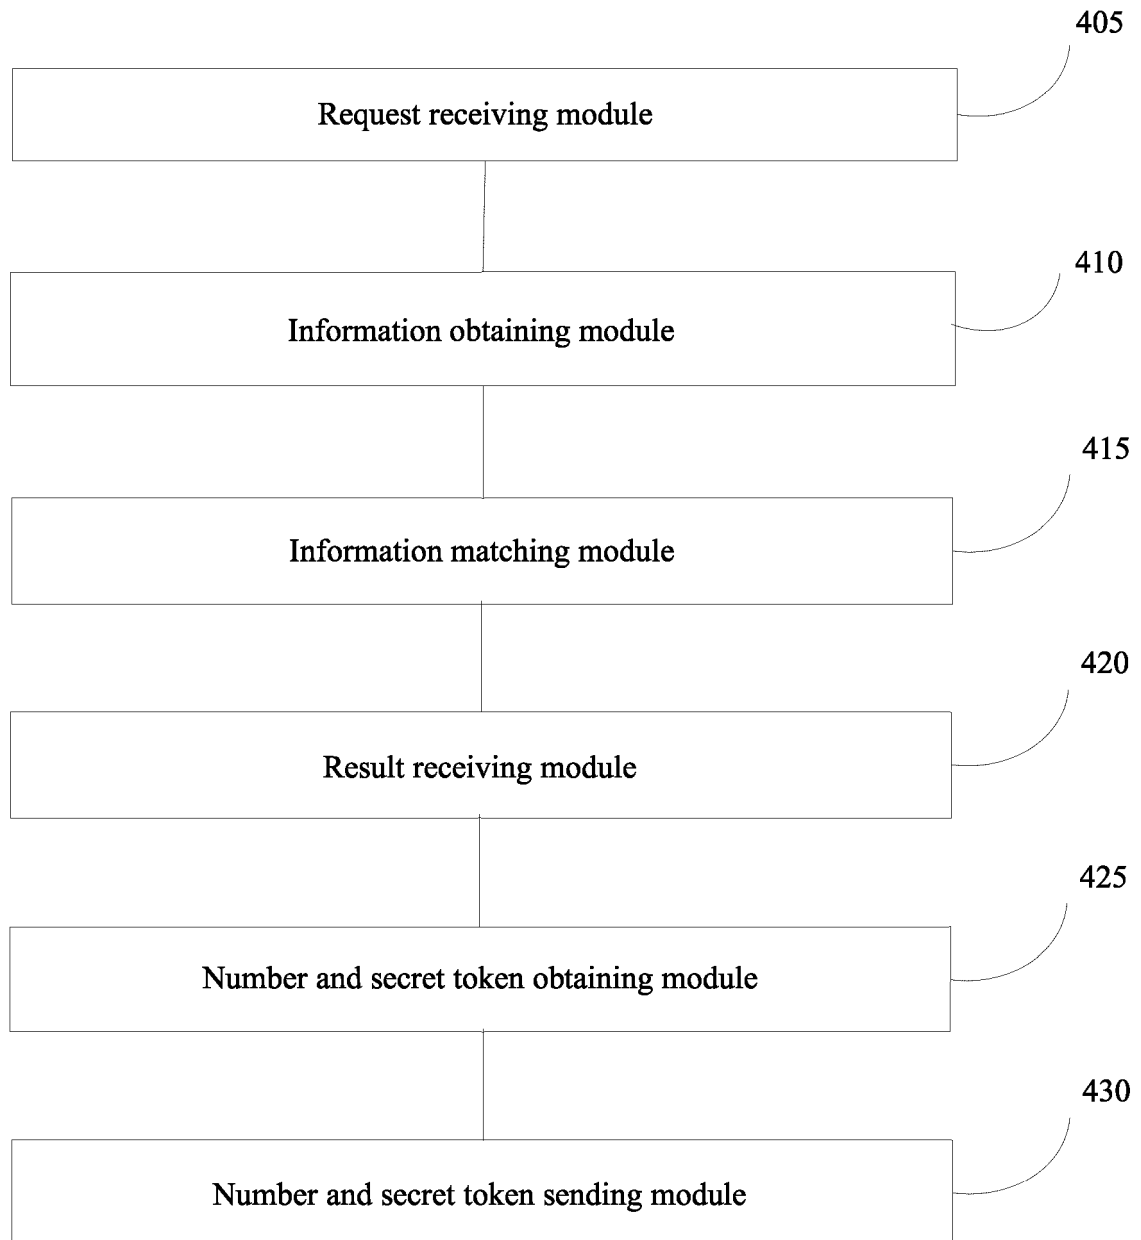 405
Request receiving module
410
Information obtaining module
415
Information matching module
420
Result receiving module
425
Number and secret token obtaining module
430
Number and secret token sending module